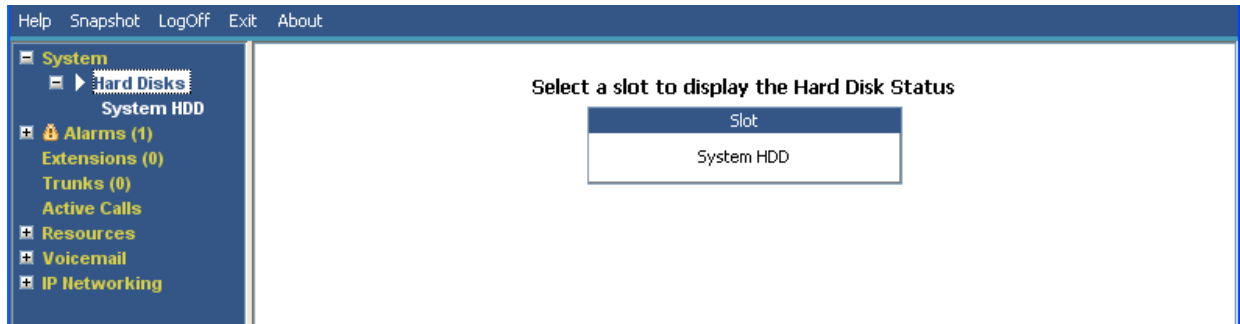 Help Snapshot LogOff Exit About
System
Hard Disks
System HDD
Alarms (1)
Extensions (0)
Trunks (0)
Active Calls
Resources
Voicemail
IP Networking
Select a slot to display the Hard Disk Status
Slot
System HDD